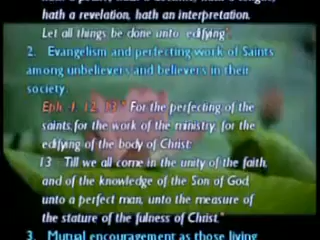 hath a psalm, hath a doctrine, hath a tongue,
hath a revelation, hath an interpretation.
Let all things be done unto edifying".
2. Evangelism and perfecting work of Saints
among unbelievers and believers in their
society.
Eph. 4. 12, 13 " For the perfecting of the
saints, for the work of the ministry, for the
edifying of the body of Christ:
13 Till we all come in the unity of the faith,
and of the knowledge of the Son of God,
unto a perfect man, unto the measure of
the stature of the fulness of Christ."
3. Mutual encouragement as those living